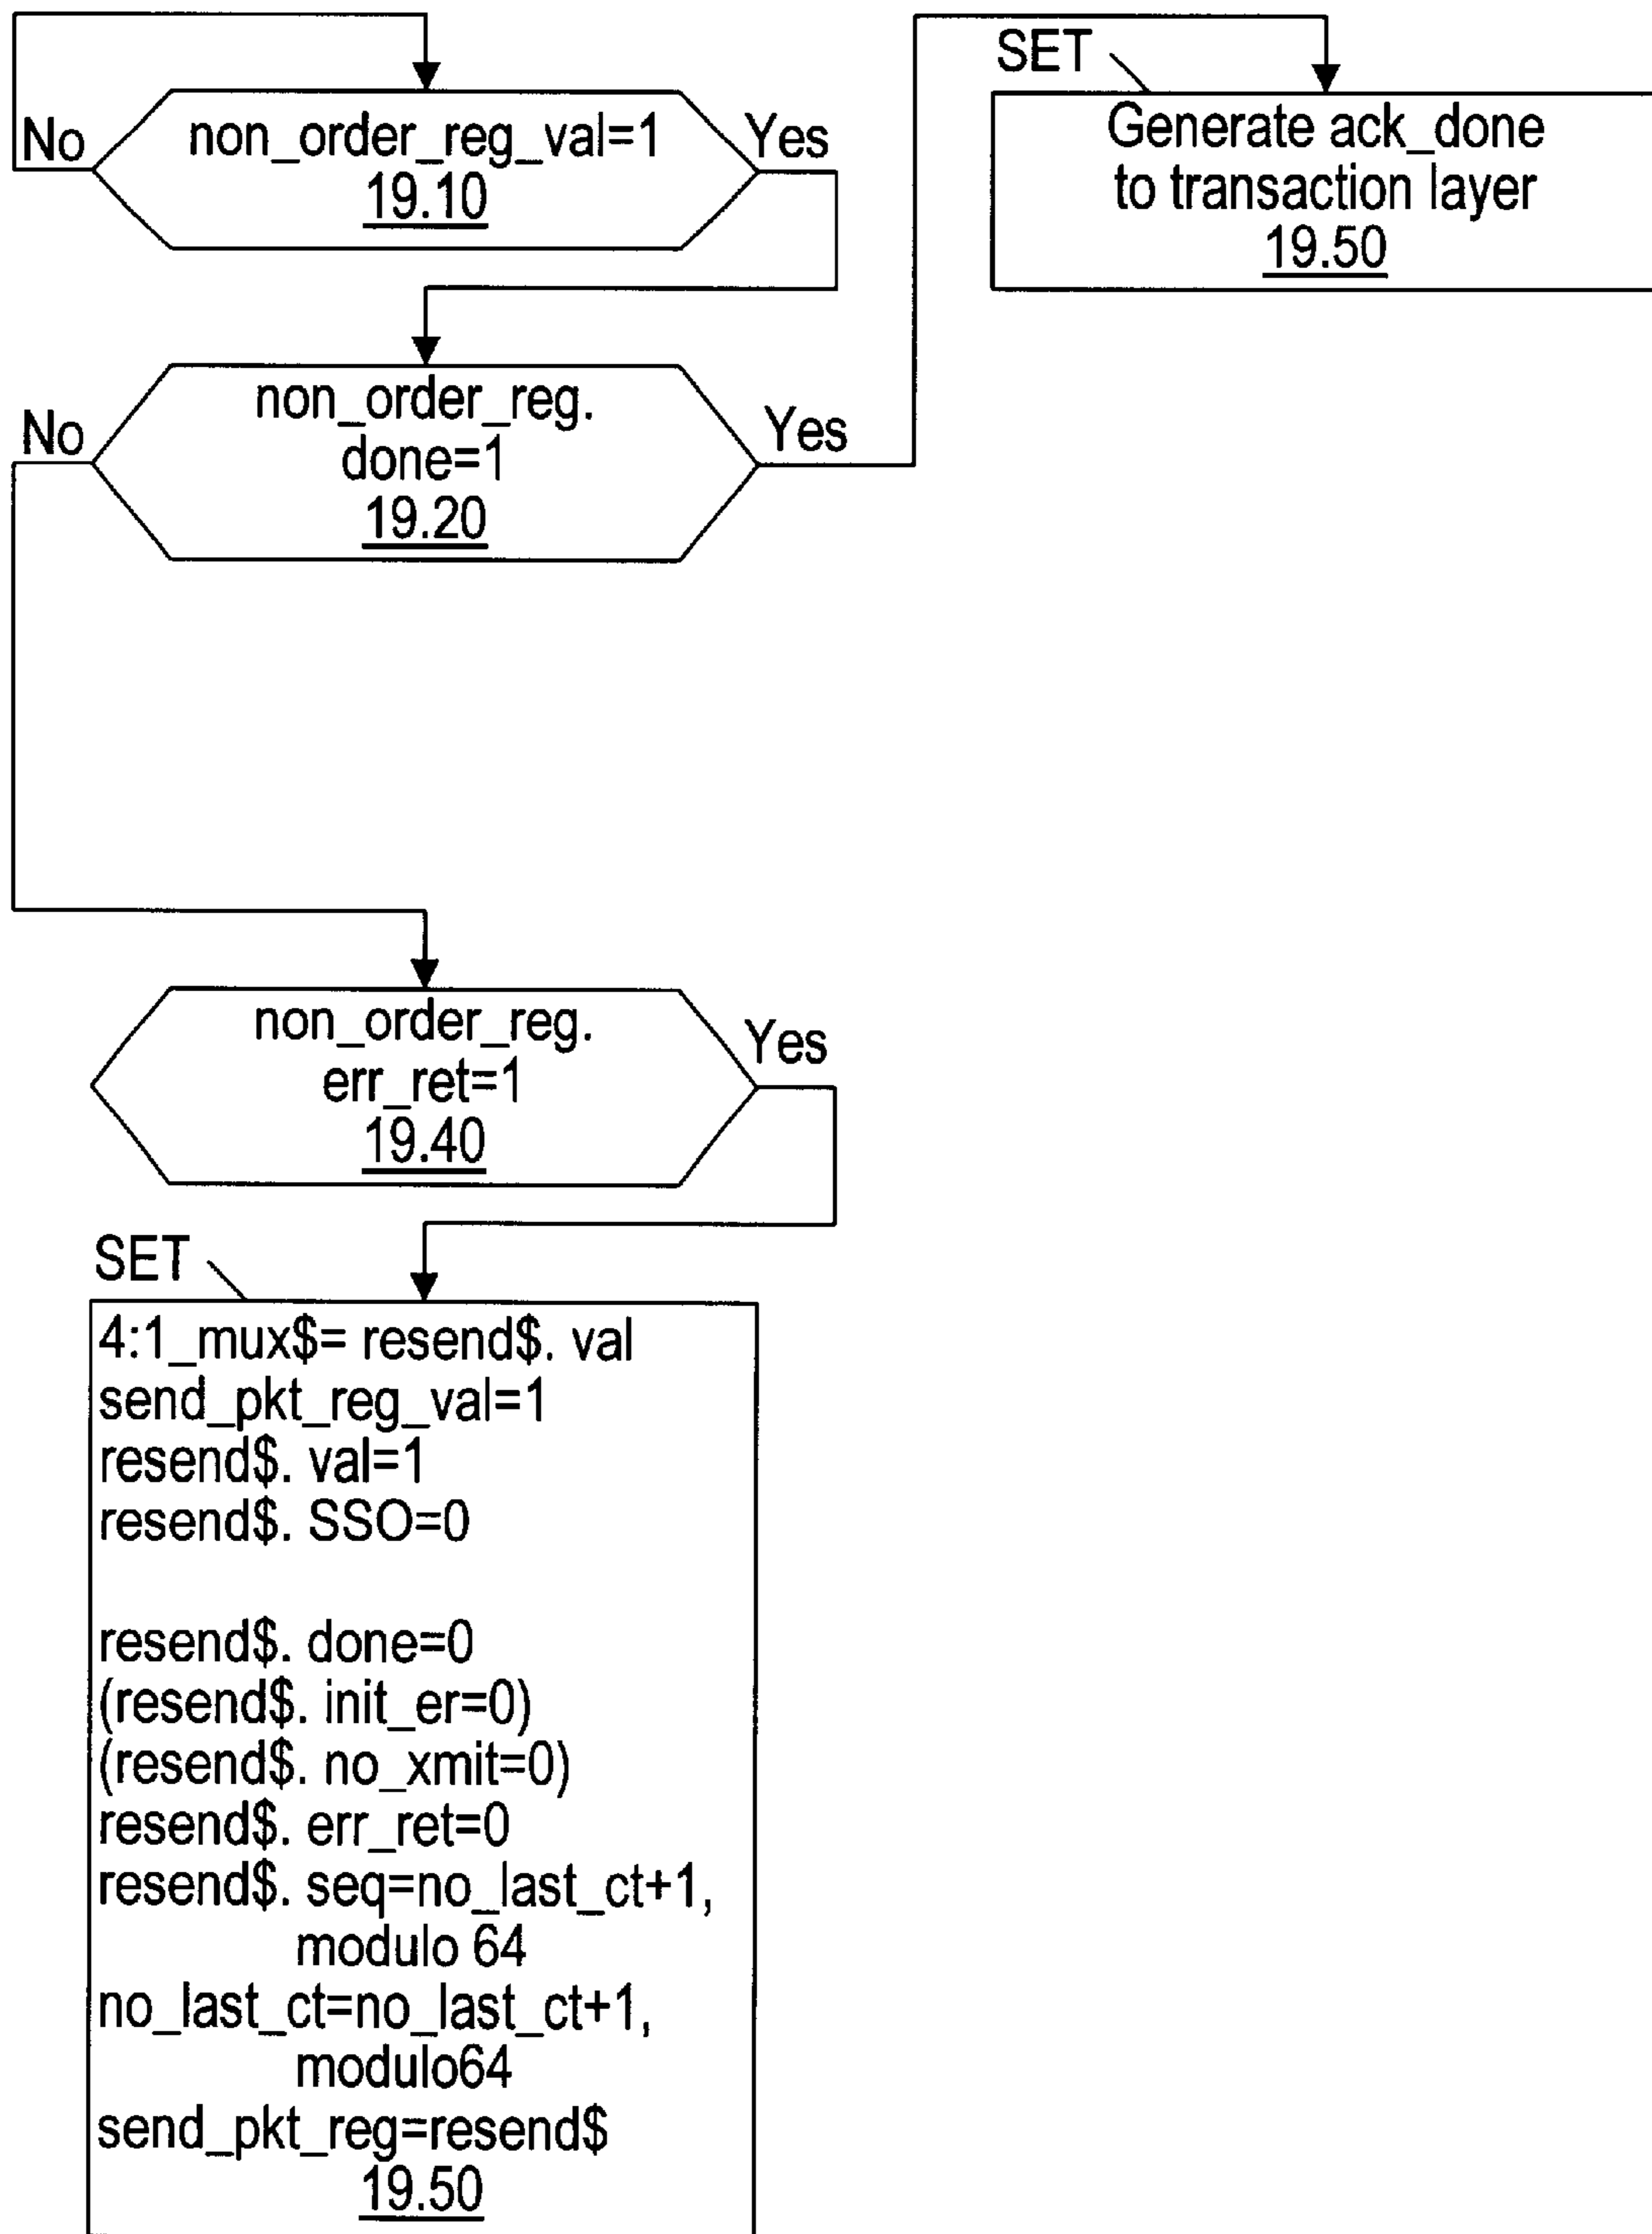 No
non_order_reg_val=1
19.10
Yes
SET
Generate ack_done
to transaction layer
19.50
No
non_order_reg.
done=1
19.20
Yes
non_order_reg.
err_ret=1
19.40
Yes
SET
4:1_mux$= resend$. val
send_pkt_reg_val=1
resend$. val=1
resend$. SSO=0
resend$. done=0
(resend$. init_er=0)
(resend$. no_xmit=0)
resend$. err_ret=0
resend$. seq=no_last_ct+1,
modulo 64
no_last_ct=no_last_ct+1,
modulo64
send_pkt_reg=resend$
19.50